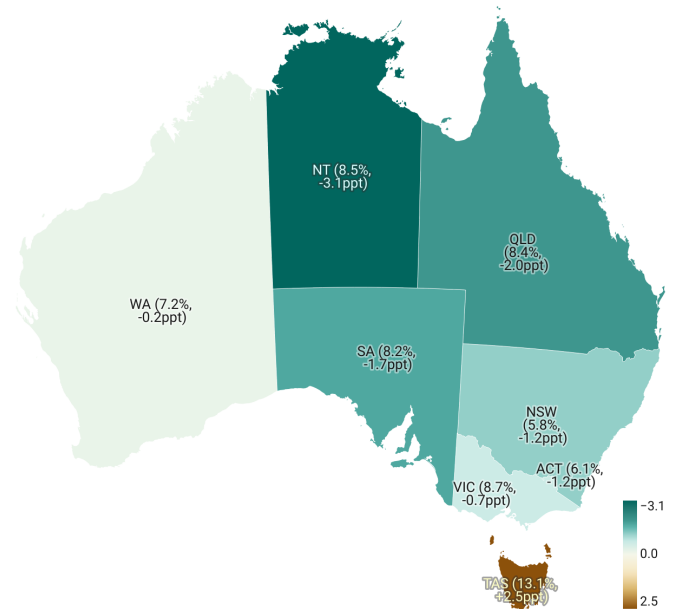 NT (8.5%,
-3.1ppt)
QLD
(8.4%,
-2.0ppt)
WA (7.2%,
-0.2ppt)
SA (8.2%,
-1.7ppt)
NSW
(5.8%,
-1.2ppt)
ACT (6.1%,
-1.2ppt)
VIC (8.7%,
-0.7ppt)
TAS (13.1%,
+2.5ppt)
−3.1
0.0
2.5